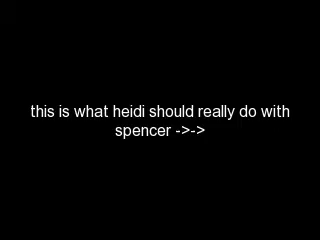 this is what heidi should really do with
spencer ->->